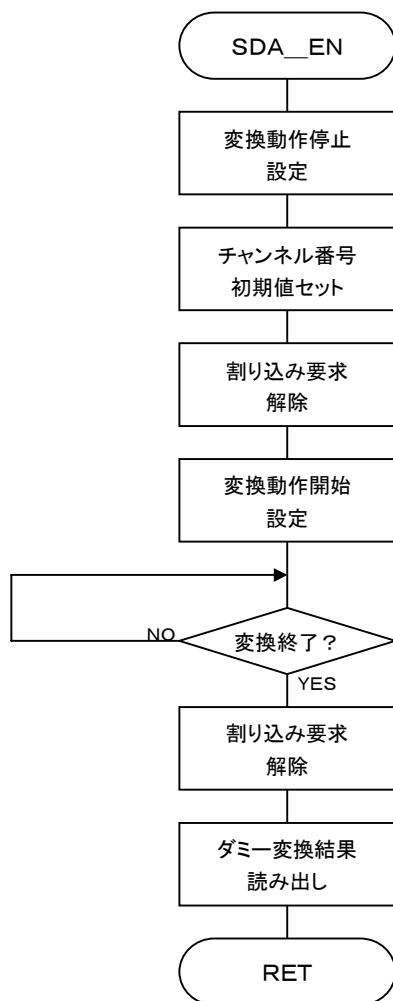 SDA__EN
変換動作停止
設定
チャンネル番号
初期値セット
割り込み要求
解除
変換動作開始
設定
NO
変換終了?
YES
割り込み要求
解除
ダミー変換結果
読み出し
RET